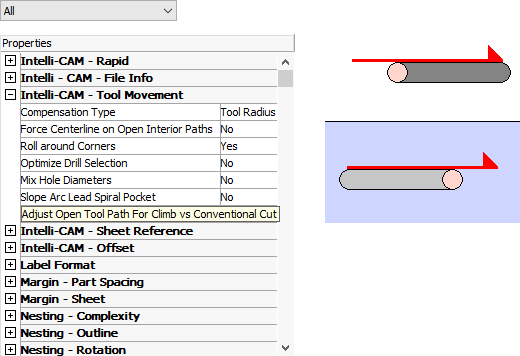 All
Properties
Intelli-CAM - Rapid
Intelli - CAM - File Info
Intelli-CAM - Tool Movement
Compensation Type Tool Radius
Force Centerline on Open Interior Paths No
Roll around Corners Yes
Optimize Drill Selection No
Mix Hole Diameters No
Slope Arc Lead Spiral Pocket No
Adjust Open Tool Path For Climb vs Conventional Cut
Intelli-CAM - Sheet Reference
Intelli-CAM - Offset
Label Format
Margin - Part Spacing
Margin - Sheet
Nesting - Complexity
Nesting - Outline
Nesting - Rotation